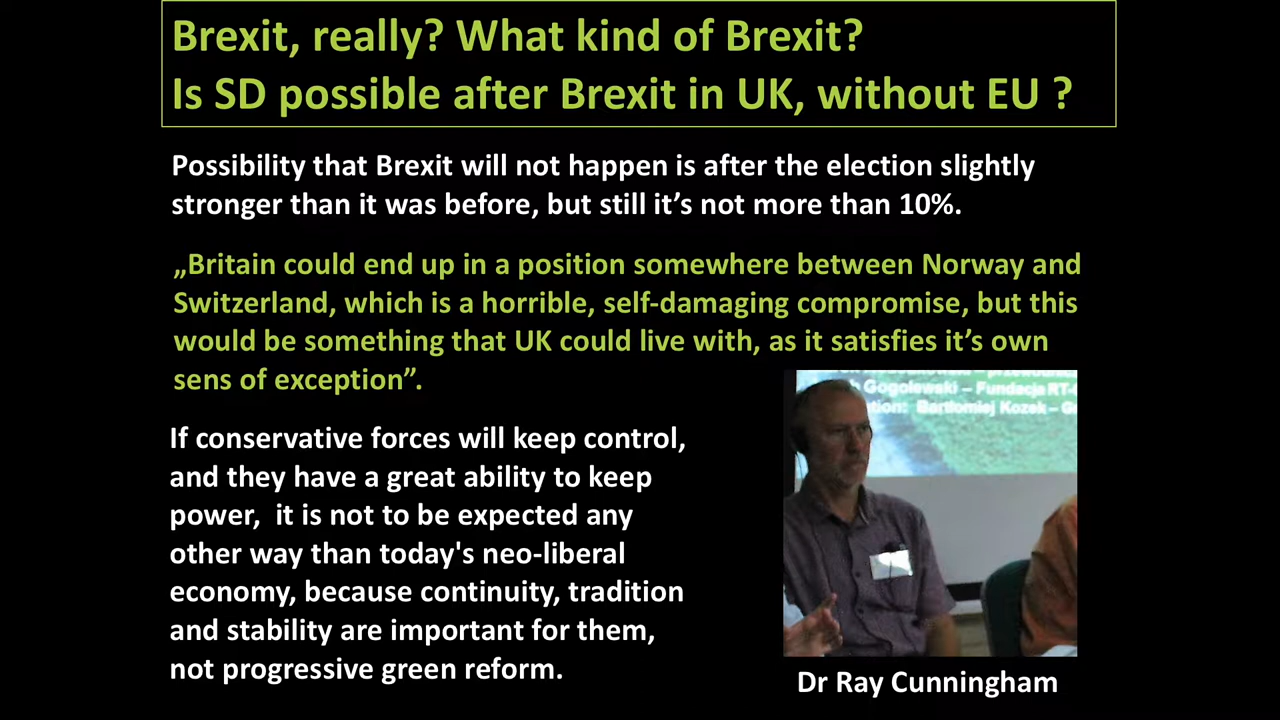 Brexit, really? What kind of Brexit?
Is SD possible after Brexit in UK, without EU ?
Possibility that Brexit will not happen is after the election slightly
stronger than it was before, but still it’s not more than 10%.
„Britain could end up in a position somewhere between Norway and
Switzerland, which is a horrible, self-damaging compromise, but this
would be something that UK could live with, as it satisfies it’s own
sens of exception”.
If conservative forces will keep control,
and they have a great ability to keep
power,  it is not to be expected any
other way than today's neo-liberal
economy, because continuity, tradition
and stability are important for them,
not progressive green reform.
Gogolewski – Fundacja RT-
Bartłomiej Kozek – G
Dr Ray Cunningham